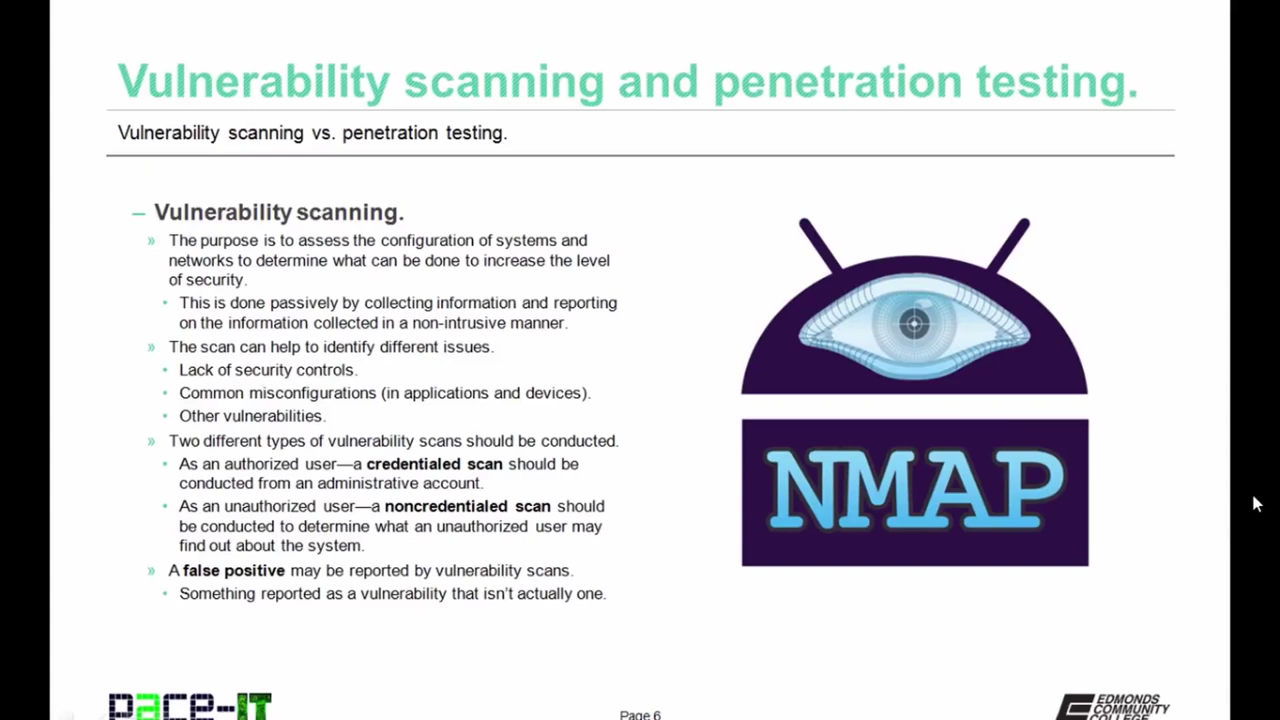 Vulnerability scanning and penetration testing.
Vulnerability scanning vs. penetration testing.
– Vulnerability scanning.
» The purpose is to assess the configuration of systems and
networks to determine what can be done to increase the level
of security.
• This is done passively by collecting information and reporting
on the information collected in a non-intrusive manner.
» The scan can help to identify different issues.
• Lack of security controls.
• Common misconfigurations (in applications and devices).
• Other vulnerabilities.
» Two different types of vulnerability scans should be conducted.
• As an authorized user—a credentialed scan should be
conducted from an administrative account.
• As an unauthorized user—a noncredentialed scan should
be conducted to determine what an unauthorized user may
find out about the system.
» A false positive may be reported by vulnerability scans.
• Something reported as a vulnerability that isn't actually one.
NMAP
pace-IT
Page 6
EDMONDS
COMMUNITY
COLLEGE